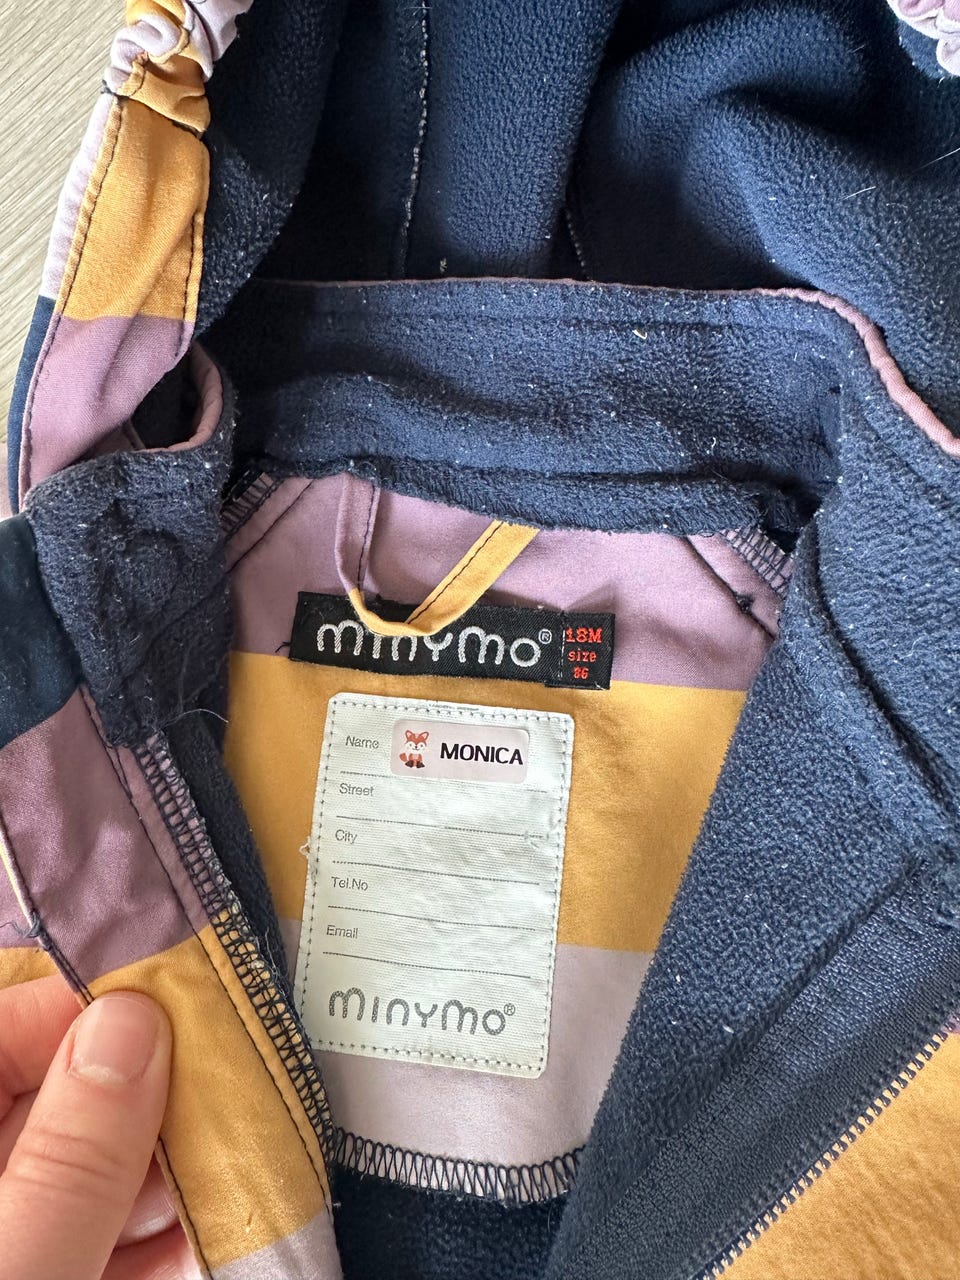 minymo® 18M
size
86
Name MONICA
Street
City
Tel.No
Email
minymo®